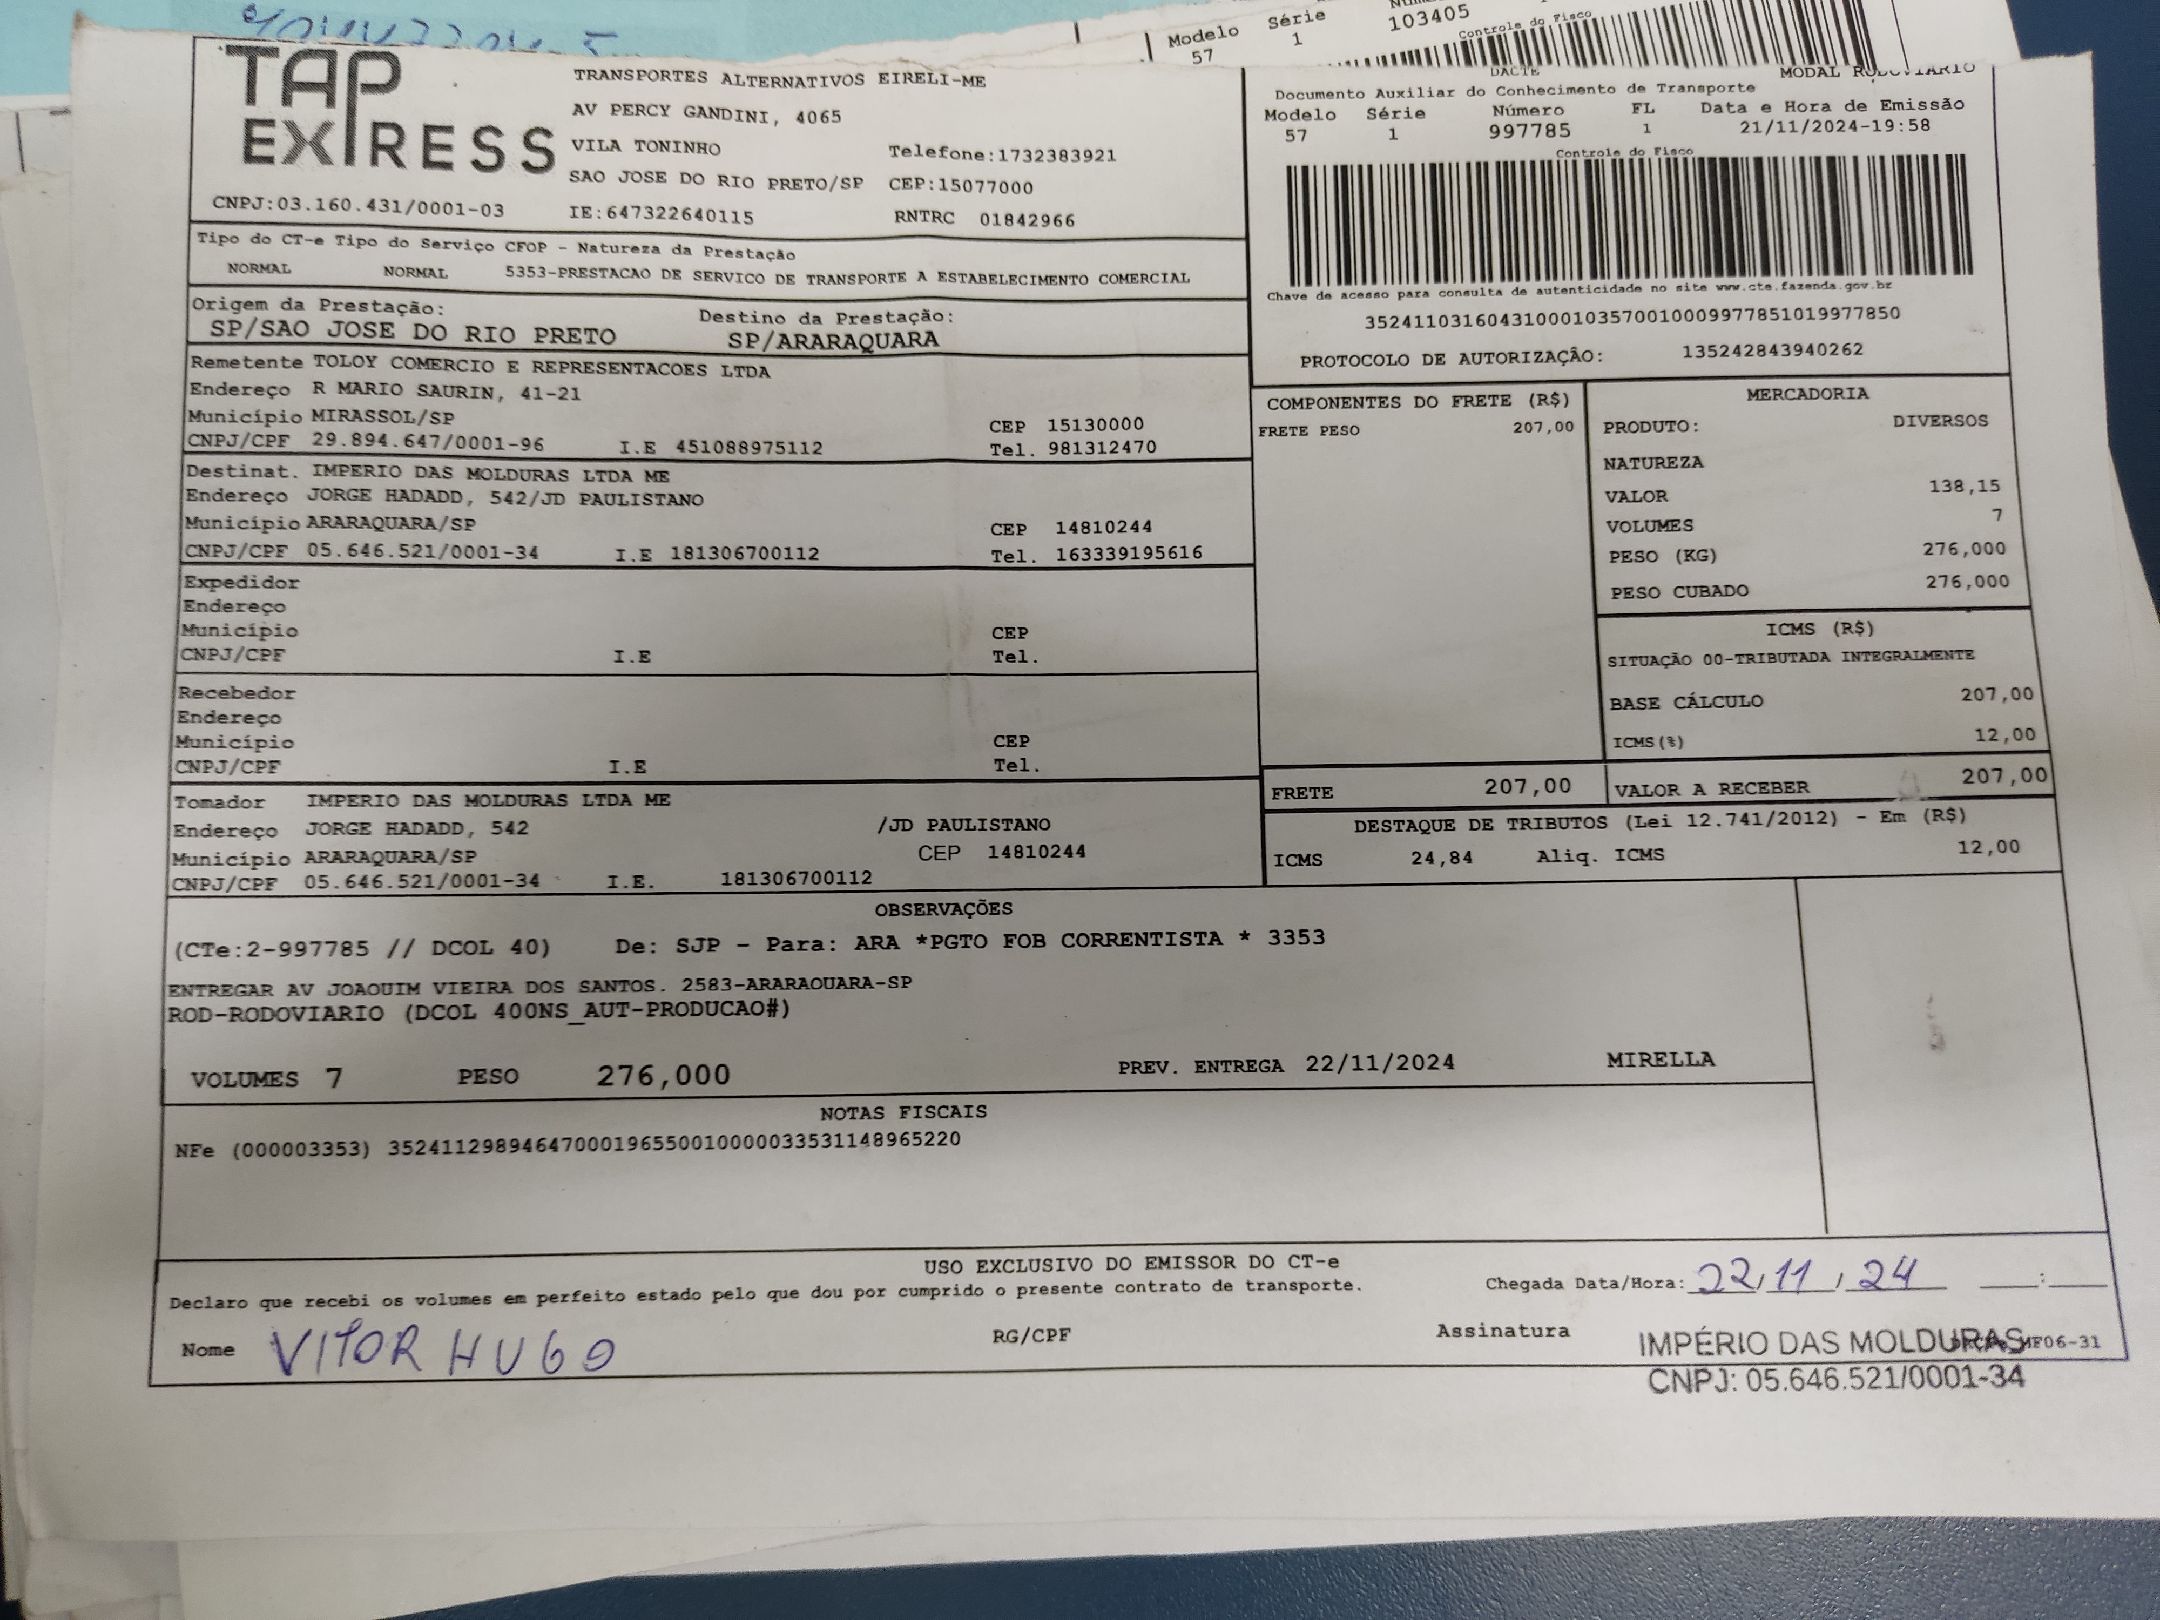 Modelo Série
57 1 103405
Controle do Fisco
TAP EXPRESS
TRANSPORTES ALTERNATIVOS EIRELI-ME
AV PERCY GANDINI, 4065
VILA TONINHO Telefone:1732383921
SAO JOSE DO RIO PRETO/SP CEP:15077000
CNPJ:03.160.431/0001-03 IE:647322640115 RNTRC 01842966
DACTE MODAL RODOVIARIO
Documento Auxiliar do Conhecimento de Transporte
Modelo Série Número FL Data e Hora de Emissão
57 1 997785 1 21/11/2024-19:58
Controle do Fisco
Chave de acesso para consulta de autenticidade no site www.cte.fazenda.gov.br
35241103160431000103570010009977851019977850
PROTOCOLO DE AUTORIZAÇÃO: 135242843940262
Tipo do CT-e Tipo do Serviço CFOP - Natureza da Prestação
NORMAL NORMAL 5353-PRESTACAO DE SERVICO DE TRANSPORTE A ESTABELECIMENTO COMERCIAL
Origem da Prestação: Destino da Prestação:
SP/SAO JOSE DO RIO PRETO SP/ARARAQUARA
Remetente TOLOY COMERCIO E REPRESENTACOES LTDA
Endereço R MARIO SAURIN, 41-21
Município MIRASSOL/SP CEP 15130000
CNPJ/CPF 29.894.647/0001-96 I.E 451088975112 Tel. 981312470
Destinat. IMPERIO DAS MOLDURAS LTDA ME
Endereço JORGE HADADD, 542/JD PAULISTANO
Município ARARAQUARA/SP CEP 14810244
CNPJ/CPF 05.646.521/0001-34 I.E 181306700112 Tel. 163339195616
Expedidor
Endereço
Município CEP
CNPJ/CPF I.E Tel.
Recebedor
Endereço
Município CEP
CNPJ/CPF I.E Tel.
Tomador IMPERIO DAS MOLDURAS LTDA ME
Endereço JORGE HADADD, 542 /JD PAULISTANO
Município ARARAQUARA/SP CEP 14810244
CNPJ/CPF 05.646.521/0001-34 I.E. 181306700112
COMPONENTES DO FRETE (R$)
FRETE PESO 207,00
MERCADORIA
PRODUTO: DIVERSOS
NATUREZA
VALOR 138,15
VOLUMES 7
PESO (KG) 276,000
PESO CUBADO 276,000
ICMS (R$)
SITUAÇÃO 00-TRIBUTADA INTEGRALMENTE
BASE CÁLCULO 207,00
ICMS(%) 12,00
FRETE 207,00 VALOR A RECEBER 207,00
DESTAQUE DE TRIBUTOS (Lei 12.741/2012) - Em (R$)
ICMS 24,84 Aliq. ICMS 12,00
OBSERVAÇÕES
(CTe:2-997785 // DCOL 40) De: SJP - Para: ARA *PGTO FOB CORRENTISTA * 3353
ENTREGAR AV JOAQUIM VIEIRA DOS SANTOS. 2583-ARARAQUARA-SP
ROD-RODOVIARIO (DCOL 400NS_AUT-PRODUCAO#)
VOLUMES 7 PESO 276,000 PREV. ENTREGA 22/11/2024 MIRELLA
NOTAS FISCAIS
NFe (000003353) 35241129894647000196550010000033531148965220
USO EXCLUSIVO DO EMISSOR DO CT-e
Declaro que recebi os volumes em perfeito estado pelo que dou por cumprido o presente contrato de transporte. Chegada Data/Hora: 22/11/24 __:__
Nome VITOR HUGO RG/CPF Assinatura
IMPÉRIO DAS MOLDURAS
CNPJ: 05.646.521/0001-34